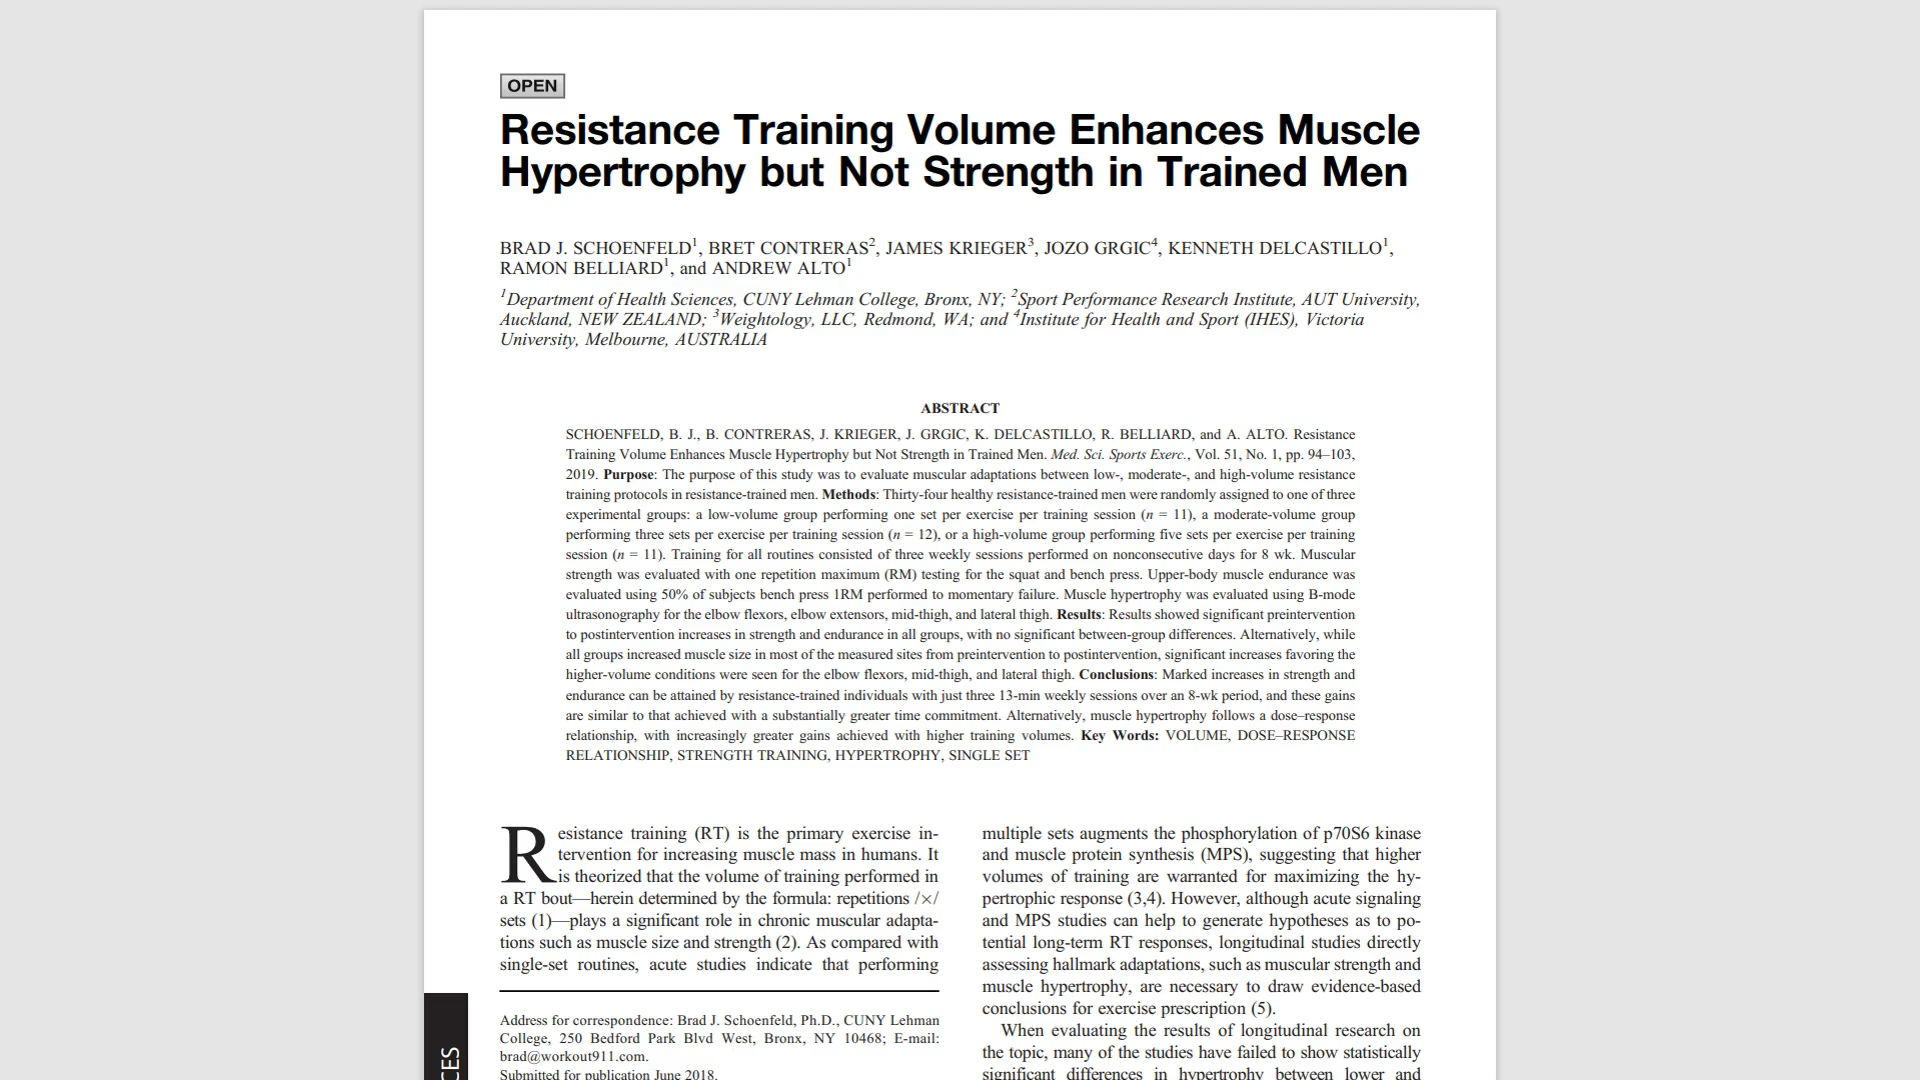 OPEN
Resistance Training Volume Enhances Muscle
Hypertrophy but Not Strength in Trained Men
BRAD J. SCHOENFELD1, BRET CONTRERAS2, JAMES KRIEGER3, JOZO GRGIC4, KENNETH DELCASTILLO1,
RAMON BELLIARD1, and ANDREW ALTO1
1Department of Health Sciences, CUNY Lehman College, Bronx, NY; 2Sport Performance Research Institute, AUT University,
Auckland, NEW ZEALAND; 3Weightology, LLC, Redmond, WA; and 4Institute for Health and Sport (IHES), Victoria
University, Melbourne, AUSTRALIA
ABSTRACT
SCHOENFELD, B. J., B. CONTRERAS, J. KRIEGER, J. GRGIC, K. DELCASTILLO, R. BELLIARD, and A. ALTO. Resistance
Training Volume Enhances Muscle Hypertrophy but Not Strength in Trained Men. Med. Sci. Sports Exerc., Vol. 51, No. 1, pp. 94–103,
2019. Purpose: The purpose of this study was to evaluate muscular adaptations between low-, moderate-, and high-volume resistance
training protocols in resistance-trained men. Methods: Thirty-four healthy resistance-trained men were randomly assigned to one of three
experimental groups: a low-volume group performing one set per exercise per training session (n = 11), a moderate-volume group
performing three sets per exercise per training session (n = 12), or a high-volume group performing five sets per exercise per training
session (n = 11). Training for all routines consisted of three weekly sessions performed on nonconsecutive days for 8 wk. Muscular
strength was evaluated with one repetition maximum (RM) testing for the squat and bench press. Upper-body muscle endurance was
evaluated using 50% of subjects bench press 1RM performed to momentary failure. Muscle hypertrophy was evaluated using B-mode
ultrasonography for the elbow flexors, elbow extensors, mid-thigh, and lateral thigh. Results: Results showed significant preintervention
to postintervention increases in strength and endurance in all groups, with no significant between-group differences. Alternatively, while
all groups increased muscle size in most of the measured sites from preintervention to postintervention, significant increases favoring the
higher-volume conditions were seen for the elbow flexors, mid-thigh, and lateral thigh. Conclusions: Marked increases in strength and
endurance can be attained by resistance-trained individuals with just three 13-min weekly sessions over an 8-wk period, and these gains
are similar to that achieved with a substantially greater time commitment. Alternatively, muscle hypertrophy follows a dose–response
relationship, with increasingly greater gains achieved with higher training volumes. Key Words: VOLUME, DOSE–RESPONSE
RELATIONSHIP, STRENGTH TRAINING, HYPERTROPHY, SINGLE SET
Resistance training (RT) is the primary exercise in-
tervention for increasing muscle mass in humans. It
is theorized that the volume of training performed in
a RT bout—herein determined by the formula: repetitions /×/
sets (1)—plays a significant role in chronic muscular adapta-
tions such as muscle size and strength (2). As compared with
single-set routines, acute studies indicate that performing
Address for correspondence: Brad J. Schoenfeld, Ph.D., CUNY Lehman
College, 250 Bedford Park Blvd West, Bronx, NY 10468; E-mail:
brad@workout911.com.
Submitted for publication June 2018.
multiple sets augments the phosphorylation of p70S6 kinase
and muscle protein synthesis (MPS), suggesting that higher
volumes of training are warranted for maximizing the hy-
pertrophic response (3,4). However, although acute signaling
and MPS studies can help to generate hypotheses as to po-
tential long-term RT responses, longitudinal studies directly
assessing hallmark adaptations, such as muscular strength and
muscle hypertrophy, are necessary to draw evidence-based
conclusions for exercise prescription (5).
When evaluating the results of longitudinal research on
the topic, many of the studies have failed to show statistically
significant differences in hypertrophy between lower and